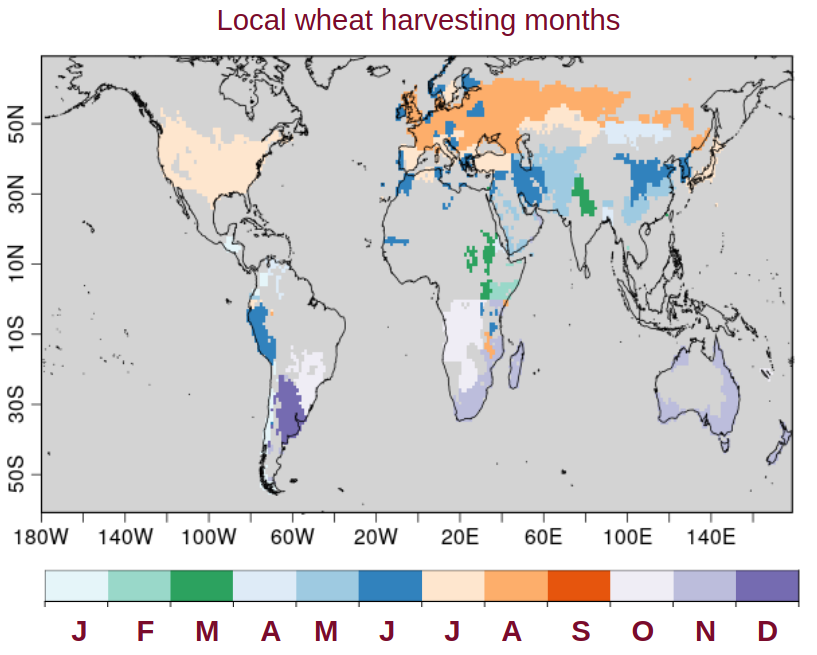 Local wheat harvesting months
50N
30N
10N
10S
30S
50S
180W 140W 100W 60W 20W 20E 60E 100E 140E
J F M A M J J A S O N D